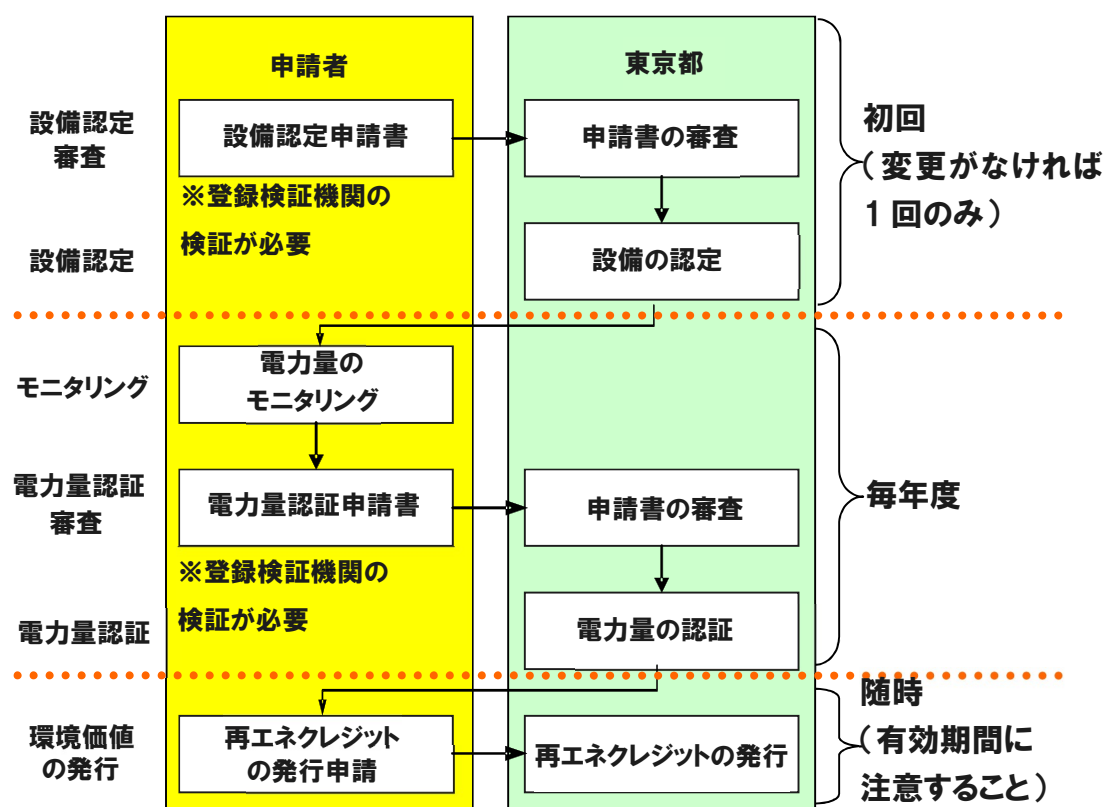 申請者
東京都
設備認定
審査
設備認定申請書
申請書の審査
初回
（変更がなければ
1回のみ）
※登録検証機関の
検証が必要
設備認定
設備の認定
モニタリング
電力量の
モニタリング
電力量認証
審査
電力量認証申請書
申請書の審査
毎年度
※登録検証機関の
検証が必要
電力量認証
電力量の認証
環境価値
の発行
再エネクレジット
の発行申請
再エネクレジットの発行
随時
（有効期間に
注意すること）